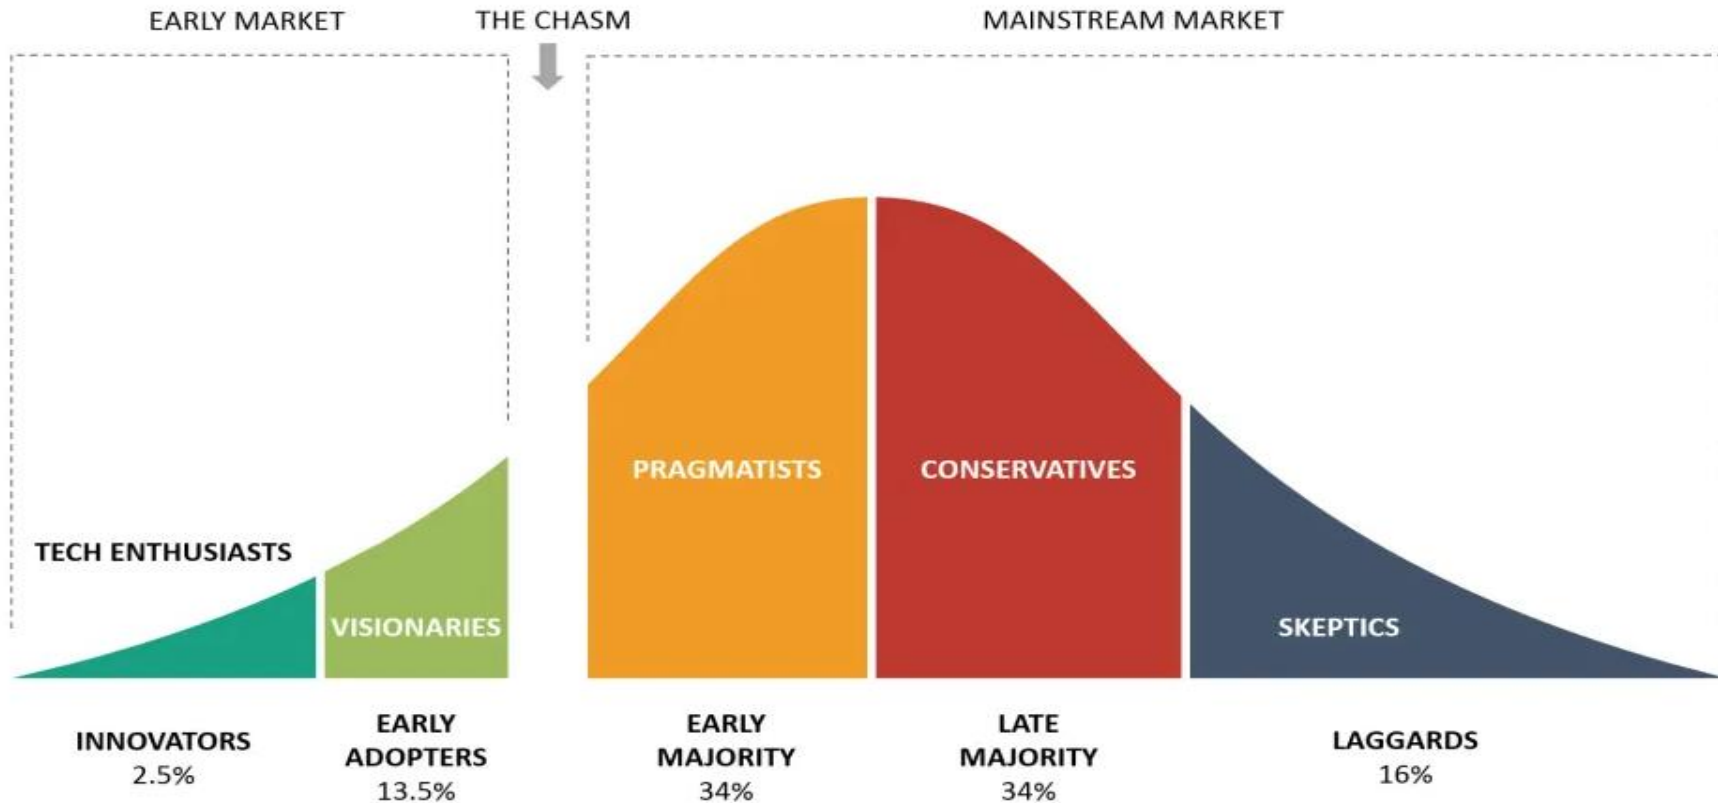 EARLY MARKET
THE CHASM
MAINSTREAM MARKET
PRAGMATISTS
CONSERVATIVES
TECH ENTHUSIASTS
VISIONARIES
SKEPTICS
INNOVATORS
2.5%
EARLY
ADOPTERS
13.5%
EARLY
MAJORITY
34%
LATE
MAJORITY
34%
LAGGARDS
16%